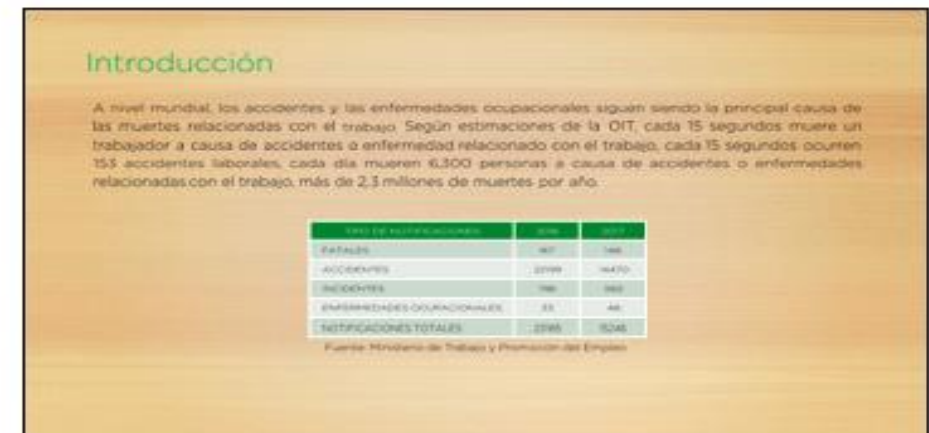 Introducción
A nivel mundial, los accidentes y las enfermedades ocupacionales siguen siendo la principal causa de
las muertes relacionadas con el trabajo. Según estimaciones de la OIT, cada 15 segundos muere un
trabajador a causa de accidentes o enfermedad relacionado con el trabajo, cada 15 segundos ocurren
153 accidentes laborales, cada día mueren 6,300 personas a causa de accidentes o enfermedades
relacionadas con el trabajo, más de 2,3 millones de muertes por año.
TIPO DE NOTIFICACIONES 2016 2017
FATALES
ACCIDENTES 14470
INCIDENTES
ENFERMEDADES OCUPACIONALES
NOTIFICACIONES TOTALES
Fuente: Ministerio de Trabajo y Promoción del Empleo